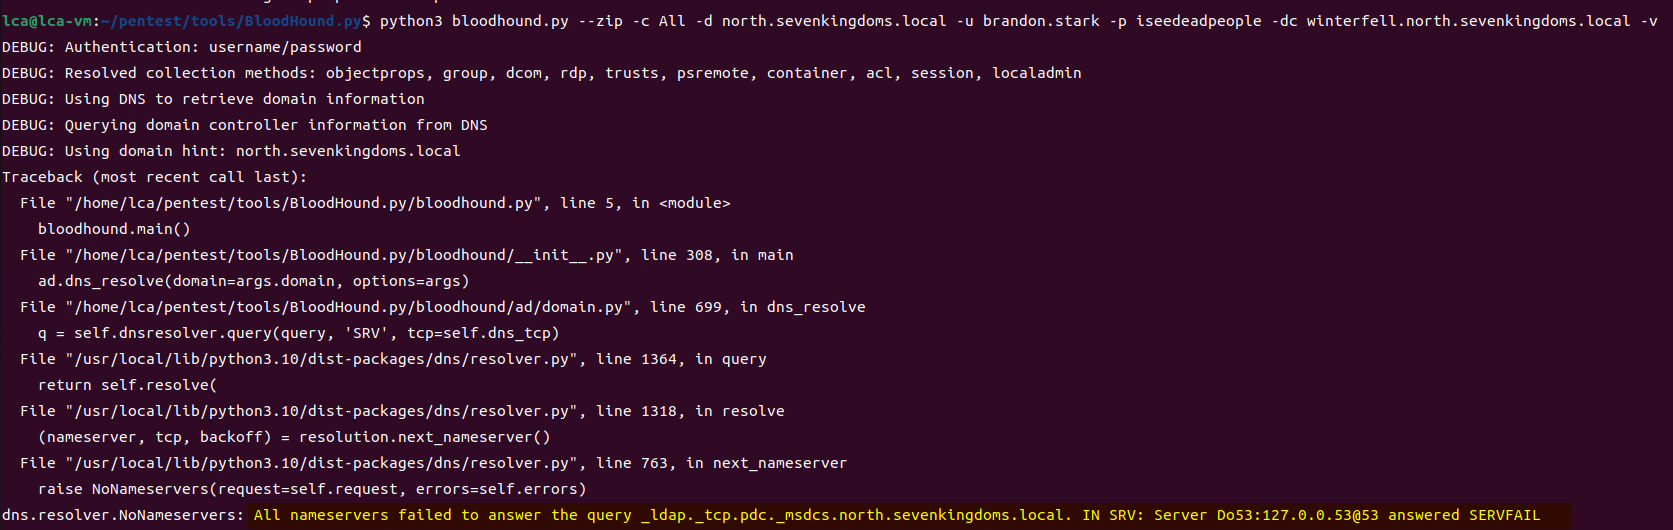 lca@lca-vm:~/pentest/tools/BloodHound.py$ python3 bloodhound.py --zip -c All -d north.sevenkingdoms.local -u brandon.stark -p iseedeadpeople -dc winterfell.north.sevenkingdoms.local -v
DEBUG: Authentication: username/password
DEBUG: Resolved collection methods: objectprops, group, dcom, rdp, trusts, psremote, container, acl, session, localadmin
DEBUG: Using DNS to retrieve domain information
DEBUG: Querying domain controller information from DNS
DEBUG: Using domain hint: north.sevenkingdoms.local
Traceback (most recent call last):
  File "/home/lca/pentest/tools/BloodHound.py/bloodhound.py", line 5, in <module>
    bloodhound.main()
  File "/home/lca/pentest/tools/BloodHound.py/bloodhound/__init__.py", line 308, in main
    ad.dns_resolve(domain=args.domain, options=args)
  File "/home/lca/pentest/tools/BloodHound.py/bloodhound/ad/domain.py", line 699, in dns_resolve
    q = self.dnsresolver.query(query, 'SRV', tcp=self.dns_tcp)
  File "/usr/local/lib/python3.10/dist-packages/dns/resolver.py", line 1364, in query
    return self.resolve(
  File "/usr/local/lib/python3.10/dist-packages/dns/resolver.py", line 1318, in resolve
    (nameserver, tcp, backoff) = resolution.next_nameserver()
  File "/usr/local/lib/python3.10/dist-packages/dns/resolver.py", line 763, in next_nameserver
    raise NoNameservers(request=self.request, errors=self.errors)
dns.resolver.NoNameservers: All nameservers failed to answer the query _ldap._tcp.pdc._msdcs.north.sevenkingdoms.local. IN SRV: Server Do53:127.0.0.53@53 answered SERVFAIL